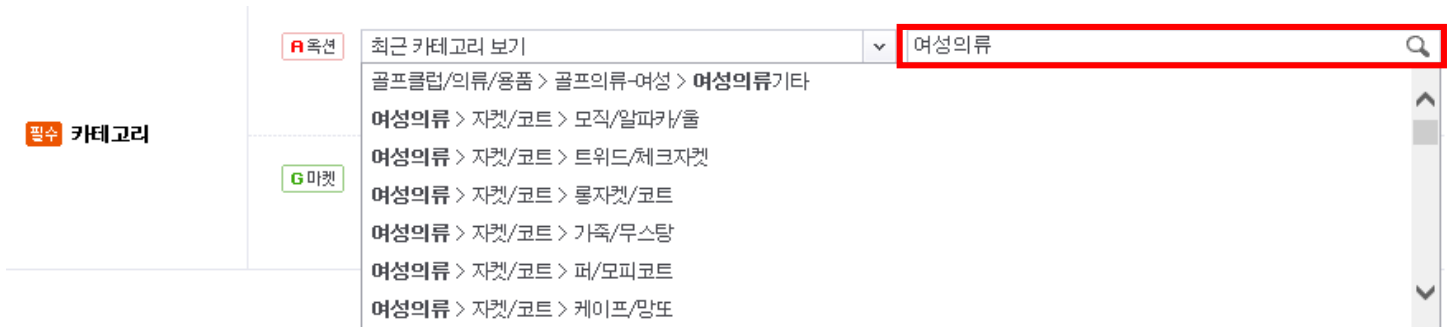 A 옥션 최근 카테고리 보기 여성의류
골프클럽/의류/용품 > 골프의류-여성 > 여성의류기타
여성의류 > 자켓/코트 > 모직/알파카/울
필수 카테고리
여성의류 > 자켓/코트 > 트위드/체크자켓
G 마켓
여성의류 > 자켓/코트 > 롱자켓/코트
여성의류 > 자켓/코트 > 가죽/무스탕
여성의류 > 자켓/코트 > 퍼/모피코트
여성의류 > 자켓/코트 > 케이프/망또